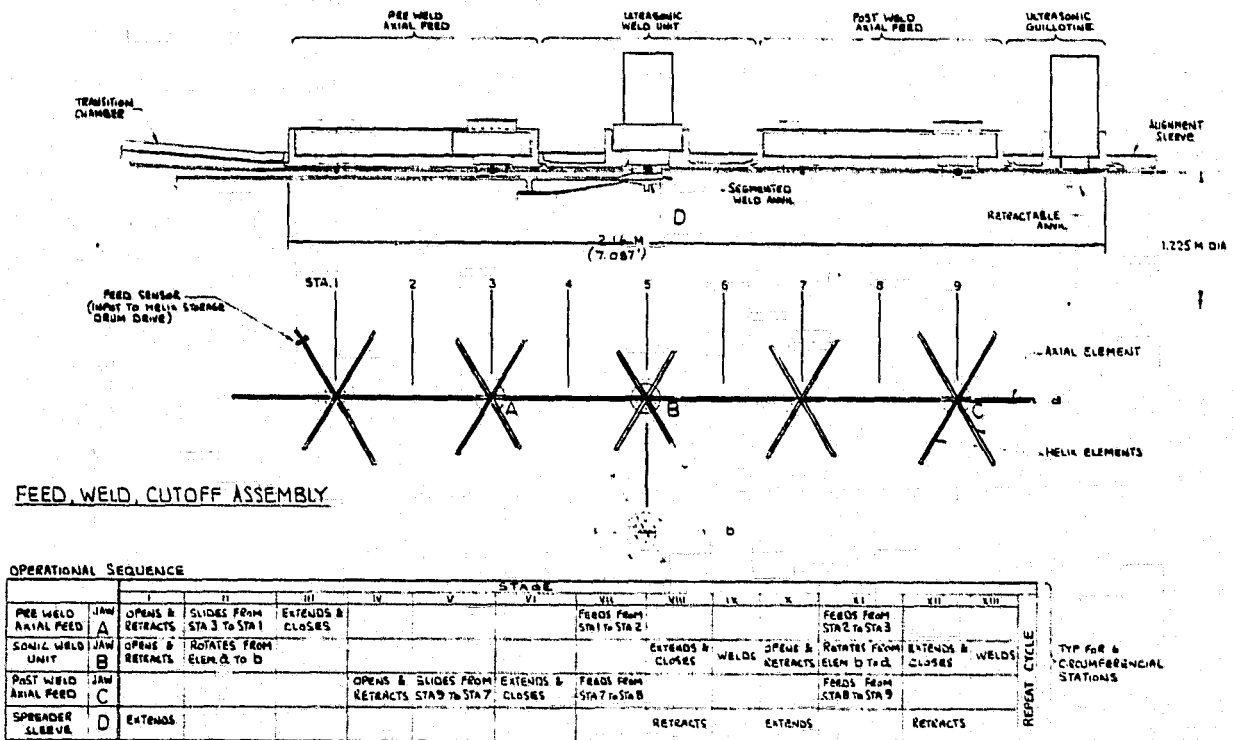 PRE WELD
AXIAL FEED
ULTRASONIC
WELD UNIT
POST WELD
AXIAL FEED
ULTRASONIC
GUILLOTINE
TRANSITION
CHAMBER
ALIGNMENT
SLEEVE
SEGMENTED
WELD ANVIL
D
RETRACTABLE
ANVIL
2.16 M
(7.087')
1.225 M DIA
STA. 1 2 3 4 5 6 7 8 9
FEED SENSOR
(INPUT TO HELIX STORAGE
DRUM DRIVE)
AXIAL ELEMENT
A B C a
HELIX ELEMENTS
FEED, WELD, CUTOFF ASSEMBLY
b
OPERATIONAL SEQUENCE
STAGE
I II III IV V VI VII VIII IX X XI XII XIII
PRE WELD AXIAL FEED JAW A OPENS & RETRACTS SLIDES FROM STA 3 TO STA 1 EXTENDS & CLOSES FEEDS FROM STA 1 TO STA 2 FEEDS FROM STA 2 TO STA 3
SONIC WELD UNIT JAW B OPENS & RETRACTS ROTATES FROM ELEM. a TO b EXTENDS & CLOSES WELDS OPENS & RETRACTS ROTATES FROM ELEM b TO a EXTENDS & CLOSES WELDS
POST WELD AXIAL FEED JAW C OPENS & RETRACTS SLIDES FROM STA 9 TO STA 7 EXTENDS & CLOSES FEEDS FROM STA 7 TO STA 8 FEEDS FROM STA 8 TO STA 9
SPREADER SLEEVE D EXTENDS RETRACTS EXTENDS RETRACTS
REPEAT CYCLE
TYP FOR 6
CIRCUMFERENCIAL
STATIONS